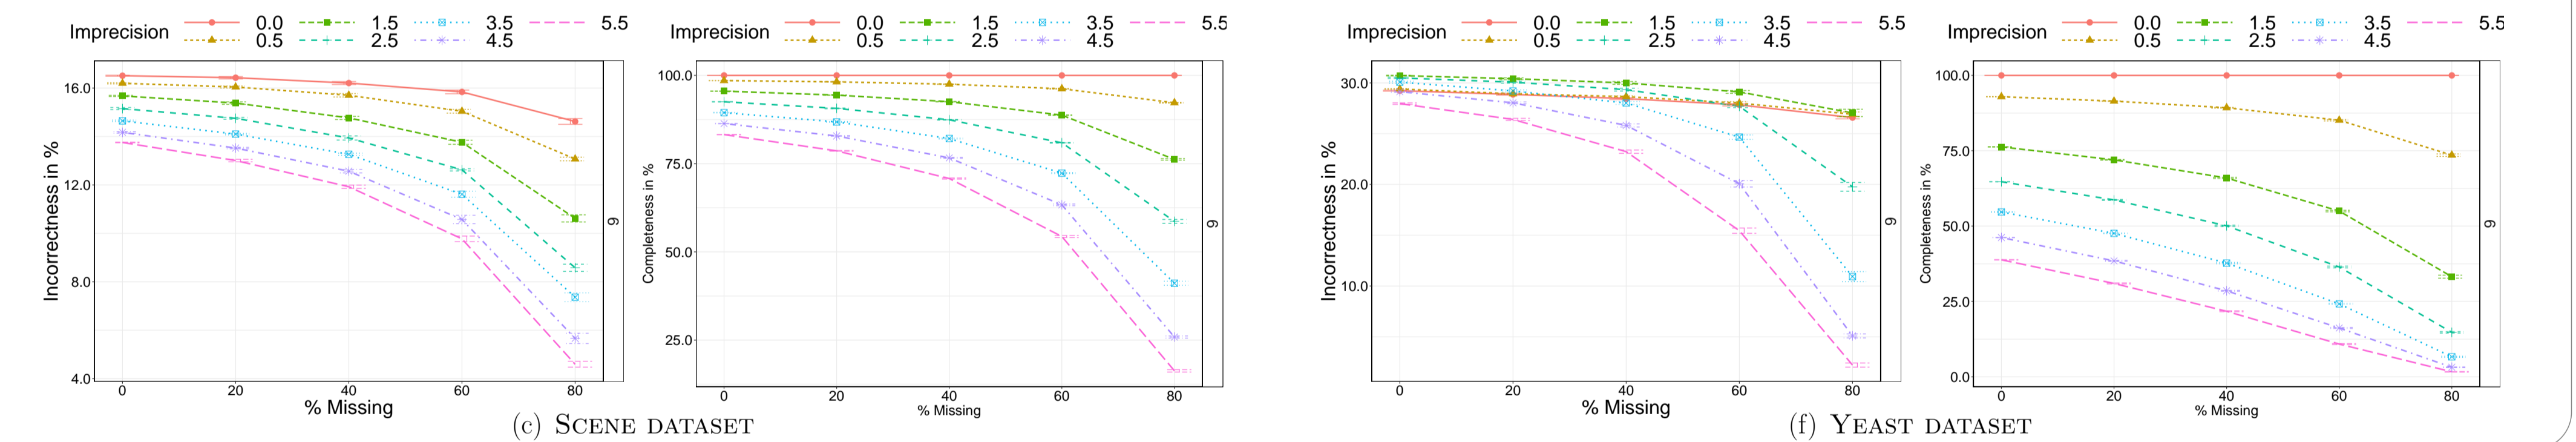 Imprecision 0.0 1.5 3.5 5.5
0.5 2.5 4.5
Incorrectness in %
16.0
12.0
8.0
4.0
0 20 40 60 80
% Missing
6
Imprecision 0.0 1.5 3.5 5.5
0.5 2.5 4.5
Completeness in %
100.0
75.0
50.0
25.0
0 20 40 60 80
% Missing
6
(c) Scene dataset
Imprecision 0.0 1.5 3.5 5.5
0.5 2.5 4.5
Incorrectness in %
30.0
20.0
10.0
0 20 40 60 80
% Missing
6
Imprecision 0.0 1.5 3.5 5.5
0.5 2.5 4.5
Completeness in %
100.0
75.0
50.0
25.0
0.0
0 20 40 60 80
% Missing
6
(f) Yeast dataset